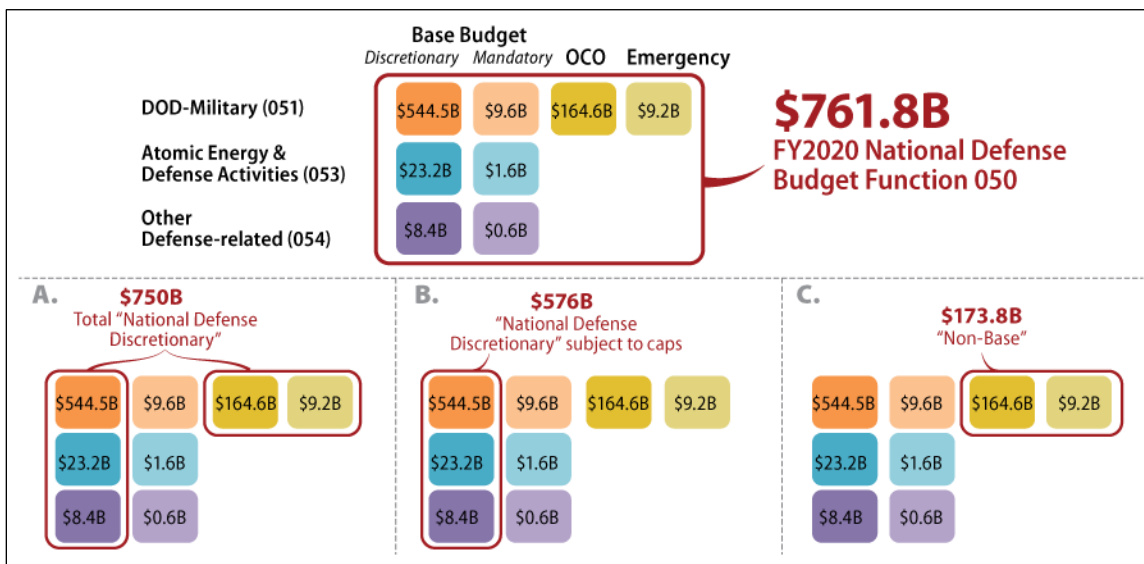 Base Budget
Discretionary Mandatory OCO Emergency
DOD-Military (051)
$544.5B $9.6B $164.6B $9.2B
Atomic Energy &
Defense Activities (053)
$23.2B $1.6B
Other
Defense-related (054)
$8.4B $0.6B
$761.8B
FY2020 National Defense
Budget Function 050
A.
$750B
Total “National Defense
Discretionary”
$544.5B $9.6B $164.6B $9.2B
$23.2B $1.6B
$8.4B $0.6B
B.
$576B
“National Defense
Discretionary” subject to caps
$544.5B $9.6B $164.6B $9.2B
$23.2B $1.6B
$8.4B $0.6B
C.
$173.8B
“Non-Base”
$544.5B $9.6B $164.6B $9.2B
$23.2B $1.6B
$8.4B $0.6B